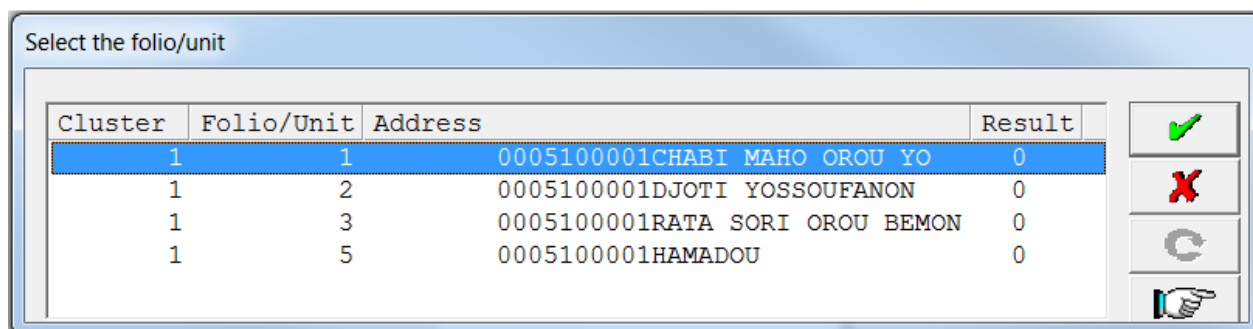 Select the folio/unit
Cluster Folio/Unit Address Result
1 1 0005100001CHABI MAHO OROU YO 0
1 2 0005100001DJOTI YOSSOUFANON 0
1 3 0005100001RATA SORI OROU BEMON 0
1 5 0005100001HAMADOU 0